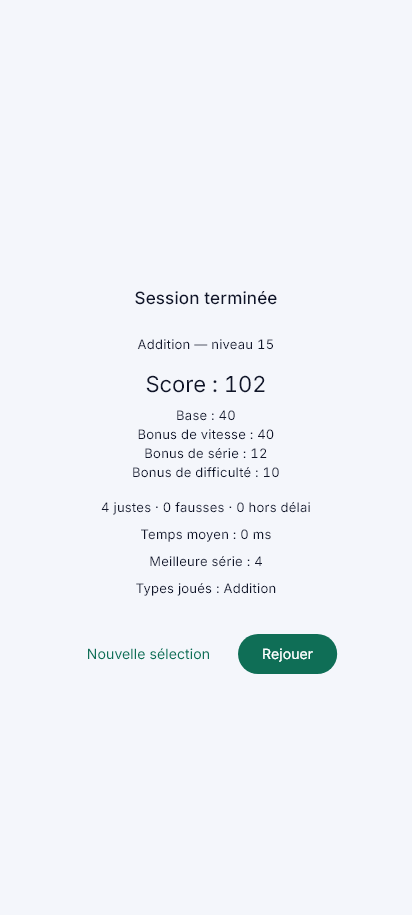 Session terminée
Addition — niveau 15
Score : 102
Base : 40
Bonus de vitesse : 40
Bonus de série : 12
Bonus de difficulté : 10
4 justes · 0 fausses · 0 hors délai
Temps moyen : 0 ms
Meilleure série : 4
Types joués : Addition
Nouvelle sélection
Rejouer